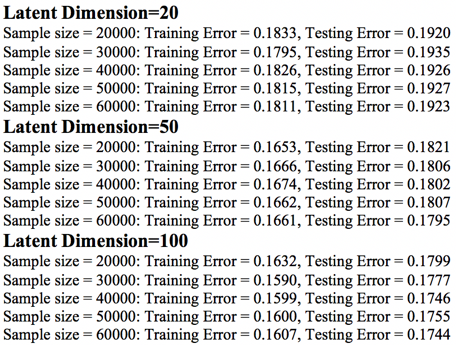 Latent Dimension=20
Sample size = 20000: Training Error = 0.1833, Testing Error = 0.1920
Sample size = 30000: Training Error = 0.1795, Testing Error = 0.1935
Sample size = 40000: Training Error = 0.1826, Testing Error = 0.1926
Sample size = 50000: Training Error = 0.1815, Testing Error = 0.1927
Sample size = 60000: Training Error = 0.1811, Testing Error = 0.1923
Latent Dimension=50
Sample size = 20000: Training Error = 0.1653, Testing Error = 0.1821
Sample size = 30000: Training Error = 0.1666, Testing Error = 0.1806
Sample size = 40000: Training Error = 0.1674, Testing Error = 0.1802
Sample size = 50000: Training Error = 0.1662, Testing Error = 0.1807
Sample size = 60000: Training Error = 0.1661, Testing Error = 0.1795
Latent Dimension=100
Sample size = 20000: Training Error = 0.1632, Testing Error = 0.1799
Sample size = 30000: Training Error = 0.1590, Testing Error = 0.1777
Sample size = 40000: Training Error = 0.1599, Testing Error = 0.1746
Sample size = 50000: Training Error = 0.1600, Testing Error = 0.1755
Sample size = 60000: Training Error = 0.1607, Testing Error = 0.1744